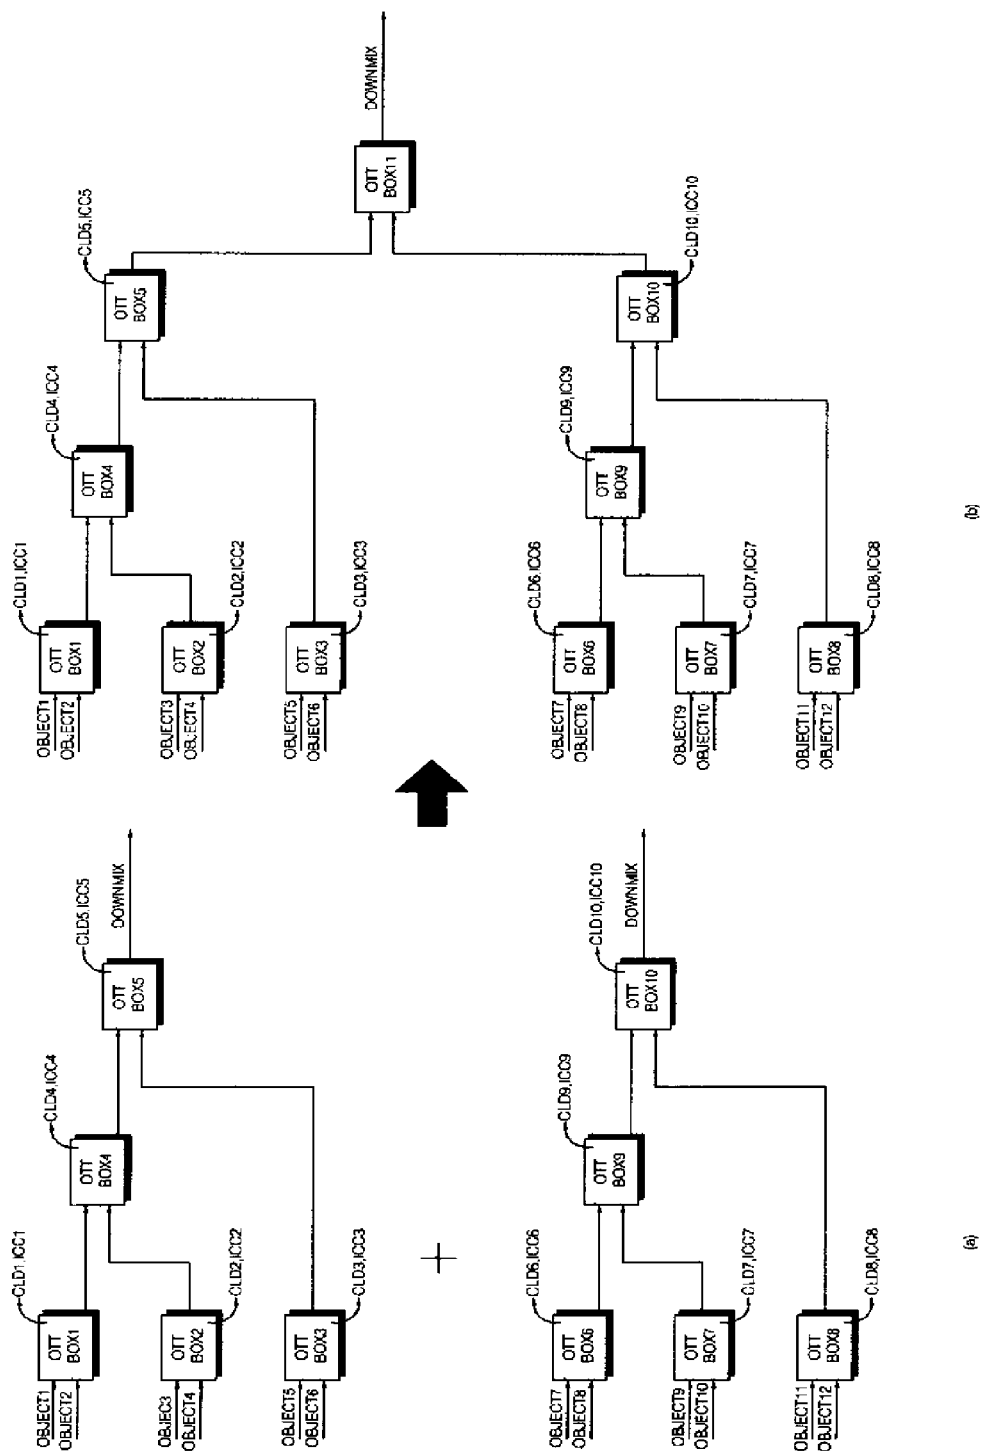 OBJECT1
OBJECT2
OTT
BOX1
CLD1,ICC1
OBJEC3
OBJECT4
OTT
BOX2
CLD2,ICC2
OBJECT5
OBJECT6
OTT
BOX3
CLD3,ICC3
OTT
BOX4
CLD4,ICC4
OTT
BOX5
CLD5,ICC5
DOWNMIX
+
OBJECT7
OBJECT8
OTT
BOX6
CLD6,ICC6
OBJECT9
OBJECT10
OTT
BOX7
CLD7,ICC7
OBJECT11
OBJECT12
OTT
BOX8
CLD8,ICC8
OTT
BOX9
CLD9,ICC9
OTT
BOX10
CLD10,ICC10
DOWNMIX
(a)
OBJECT1
OBJECT2
OTT
BOX1
CLD1,ICC1
OBJECT3
OBJECT4
OTT
BOX2
CLD2,ICC2
OBJECT5
OBJECT6
OTT
BOX3
CLD3,ICC3
OTT
BOX4
CLD4,ICC4
OTT
BOX5
CLD5,ICC5
OBJECT7
OBJECT8
OTT
BOX6
CLD6,ICC6
OBJECT9
OBJECT10
OTT
BOX7
CLD7,ICC7
OBJECT11
OBJECT12
OTT
BOX8
CLD8,ICC8
OTT
BOX9
CLD9,ICC9
OTT
BOX10
CLD10,ICC10
OTT
BOX11
DOWNMIX
(b)